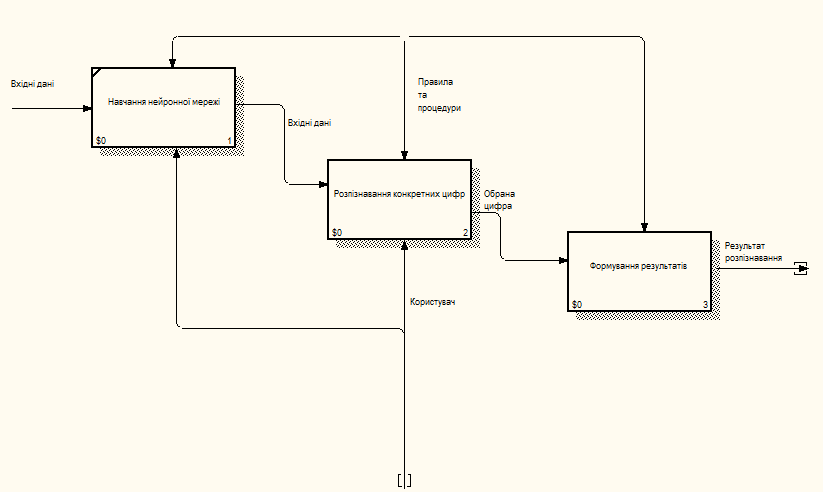 Вхідні дані
Навчання нейронної мережі
$0
1
Правила
та
процедури
Вхідні дані
Розпізнавання конкретних цифр
$0
2
Обрана
цифра
Формування результатів
$0
3
Результат
розпізнавання
Користувач